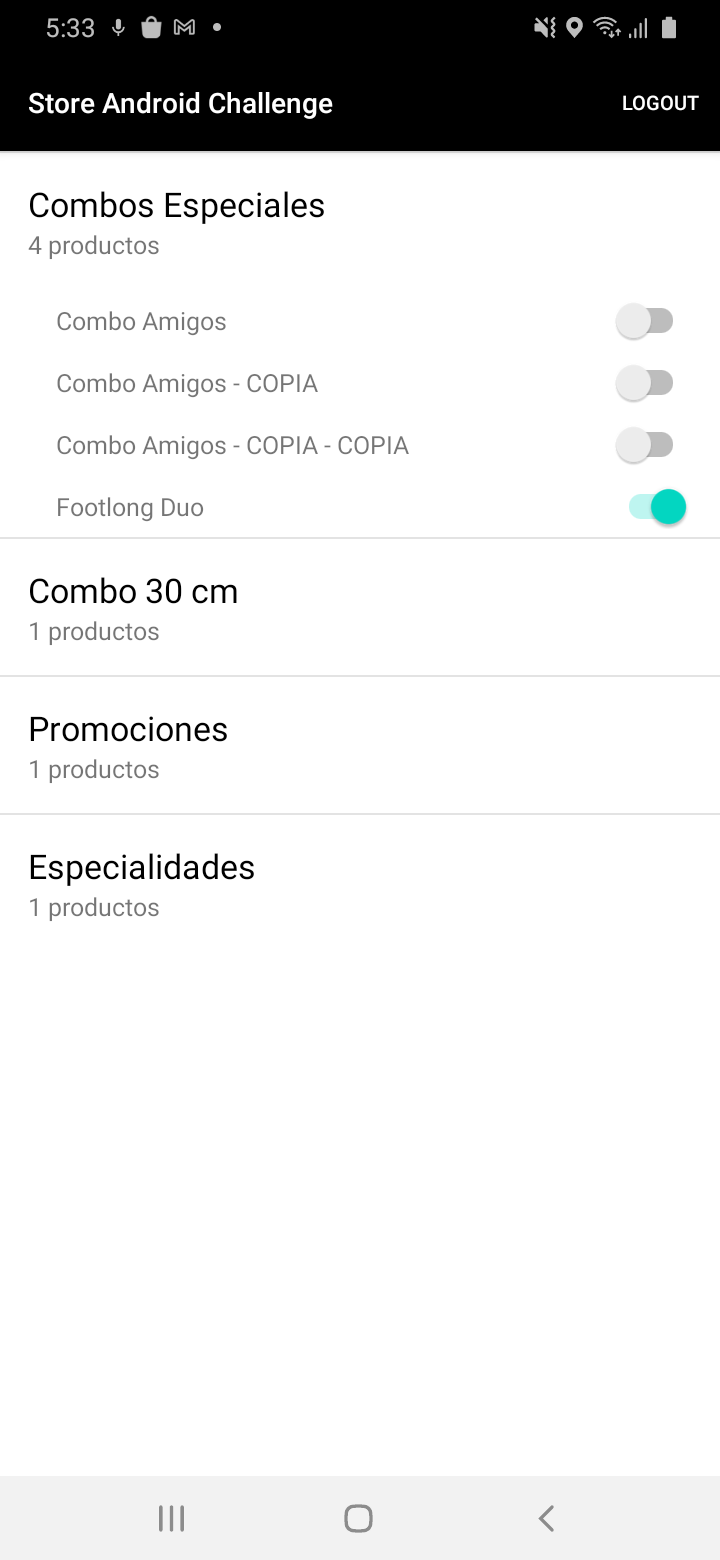 5:33
Store Android Challenge LOGOUT
Combos Especiales
4 productos
Combo Amigos
Combo Amigos - COPIA
Combo Amigos - COPIA - COPIA
Footlong Duo
Combo 30 cm
1 productos
Promociones
1 productos
Especialidades
1 productos